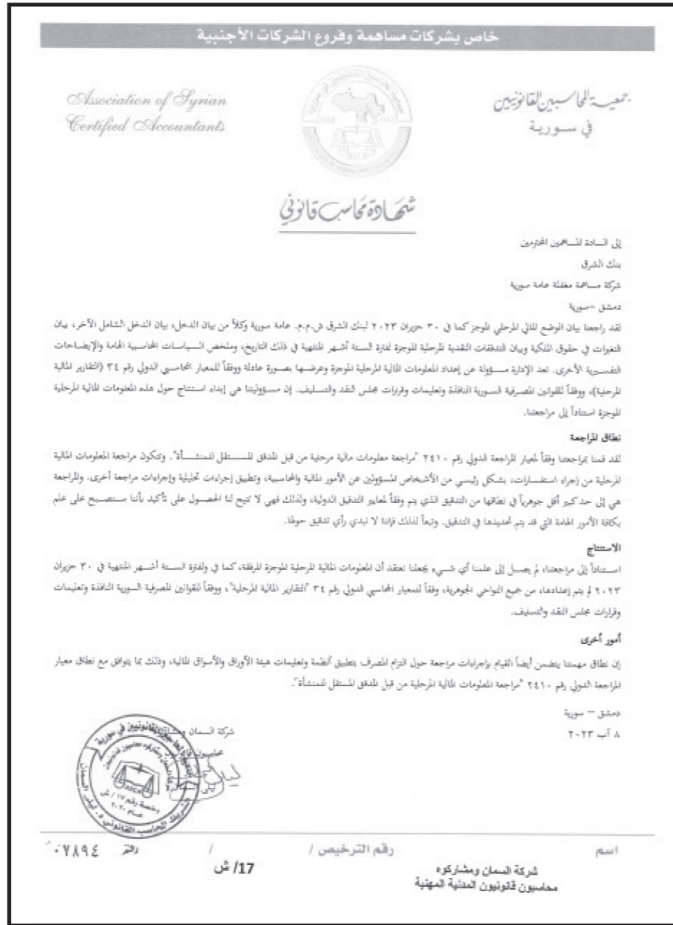 خاص بشركات مساهمة وفروع الشركات الأجنبية
Association of Syrian
Certified Accountants
جمعية المحاسبين القانونيين
في سورية
شهادة محاسب قانوني
إلى السادة المساهمين المحترمين
بنك الشرق
شركة مساهمة مغفلة عامة سورية
دمشق -سورية
لقد راجعنا بيان الوضع المالي المرحلي الموجز كما في ٣٠ حزيران ٢٠٢٣ لبنك الشرق ش.م.م. عامة سورية وكلاً من بيان الدخل، بيان الدخل الشامل الآخر، بيان
التغيرات في حقوق الملكية وبيان التدفقات النقدية المرحلية الموجزة لفترة الستة أشهر المنتهية في ذلك التاريخ، وملخص السياسات المحاسبية الهامة والإيضاحات
التفسيرية الأخرى. تعد الإدارة مسؤولة عن إعداد المعلومات المالية المرحلية الموجزة وعرضها بصورة عادلة ووفقاً للمعيار المحاسبي الدولي رقم ٣٤ (التقارير المالية
المرحلية)، ووفقاً للقوانين المصرفية السورية النافذة وتعليمات وقرارات مجلس النقد والتسليف. إن مسؤوليتنا هي إبداء استنتاج حول هذه المعلومات المالية المرحلية
الموجزة استناداً إلى مراجعتنا.
نطاق المراجعة
لقد قمنا بمراجعتنا وفقاً لمعيار المراجعة الدولي رقم ٢٤١٠ "مراجعة معلومات مالية مرحلية من قبل المدقق المستقل للمنشأة". وتتكون مراجعة المعلومات المالية
المرحلية من إجراء استفسارات، بشكل رئيسي من الأشخاص المسؤولين عن الأمور المالية والمحاسبية، وتطبيق إجراءات تحليلية وإجراءات مراجعة أخرى. والمراجعة
هي إلى حد كبير أقل جوهرياً في نطاقها من التدقيق الذي يتم وفقاً لمعايير التدقيق الدولية، ولذلك فهي لا تتيح لنا الحصول على تأكيد بأننا سنصبح على علم
بكافة الأمور الهامة التي قد يتم تحديدها في التدقيق. وتبعاً لذلك فإننا لا نبدي رأي تدقيق حولها.
الاستنتاج
استناداً إلى مراجعتنا، لم يصل إلى علمنا أي شيء يجعلنا نعتقد أن المعلومات المالية المرحلية الموجزة المرفقة، كما في ولفترة الستة أشهر المنتهية في ٣٠ حزيران
٢٠٢٣ لم يتم إعدادها، من جميع النواحي الجوهرية، وفقاً للمعيار المحاسبي الدولي رقم ٣٤ "التقارير المالية المرحلية"، ووفقاً للقوانين المصرفية السورية النافذة وتعليمات
وقرارات مجلس النقد والتسليف.
أمور أخرى
إن نطاق مهمتنا يتضمن أيضاً القيام بإجراءات مراجعة حول التزام المصرف بتطبيق أنظمة وتعليمات هيئة الأوراق والأسواق المالية، وذلك بما يتوافق مع نطاق معيار
المراجعة الدولي رقم ٢٤١٠ "مراجعة المعلومات المالية المرحلية من قبل المدقق المستقل للمنشأة".
دمشق – سورية
٨ آب ٢٠٢٣
شركة السمان
محاسبون
اسم
رقم الترخيص /
/
رقم ٠٧٨٩٤
شركة السمان ومشاركوه
17/ ش
محاسبون قانونيون المدنية المهنية